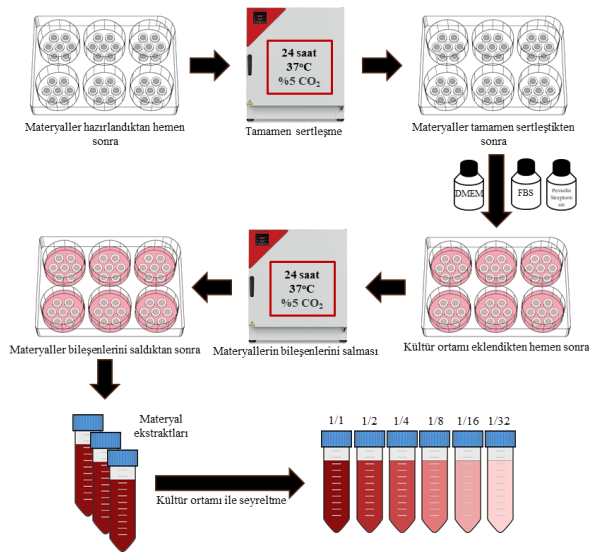 24 saat
37°C
%5 CO2
Materyaller hazırlandıktan hemen
sonra
Tamamen sertleşme
Materyaller tamamen sertleştikten
sonra
DMEM
FBS
Penisilin
Streptomi
sin
24 saat
37°C
%5 CO2
Materyaller bileşenlerini saldıktan sonra
Materyallerin bileşenlerini salması
Kültür ortamı eklendikten hemen sonra
Materyal
ekstraktları
1/1 1/2 1/4 1/8 1/16 1/32
Kültür ortamı ile seyreltme